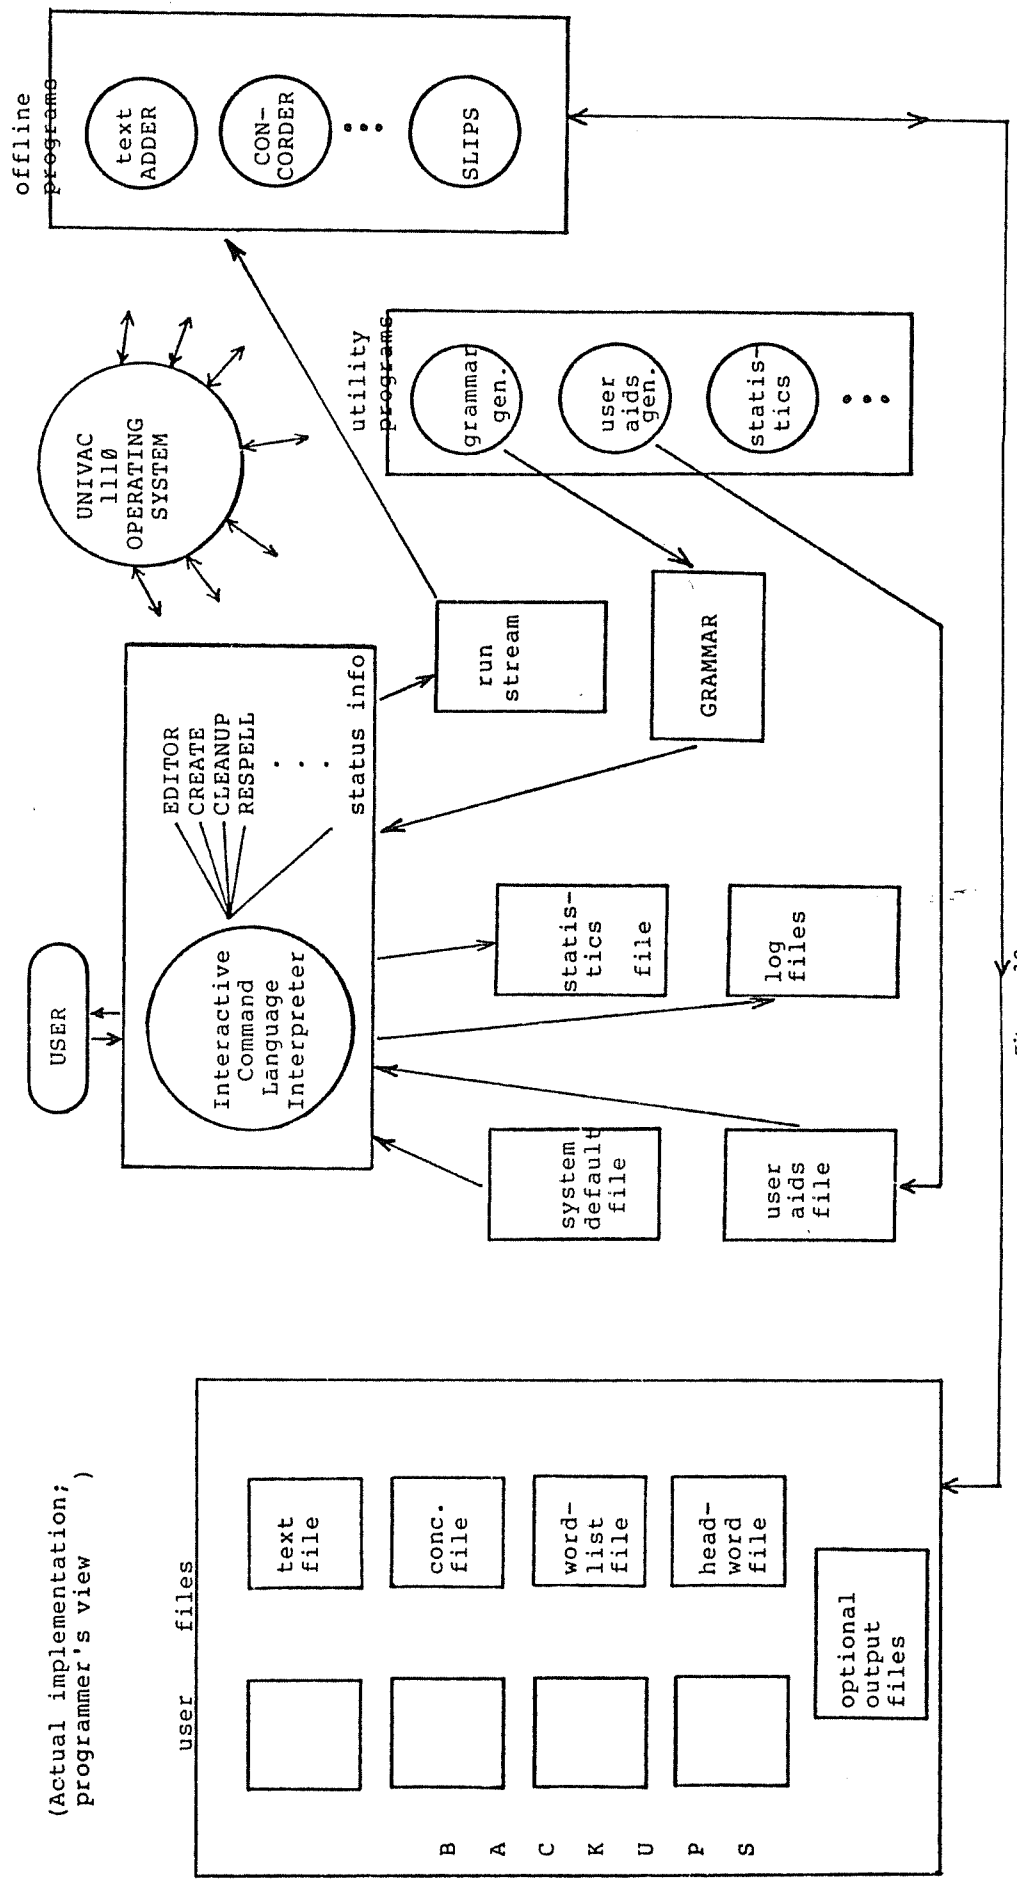 (Actual implementation;
programmer's view )
user files
text
file
conc.
file
word-
list
file
head-
word
file
optional
output
files
B
A
C
K
U
P
S
USER
Interactive
Command
Language
Interpreter
EDITOR
CREATE
CLEANUP
RESPELL
status info
system
default
file
user
aids
file
statis-
tics
file
log
files
run
stream
GRAMMAR
UNIVAC
1110
OPERATING
SYSTEM
utility
programs
grammar
gen.
user
aids
gen.
statis-
tics
offline
programs
text
ADDER
CON-
CORDER
SLIPS